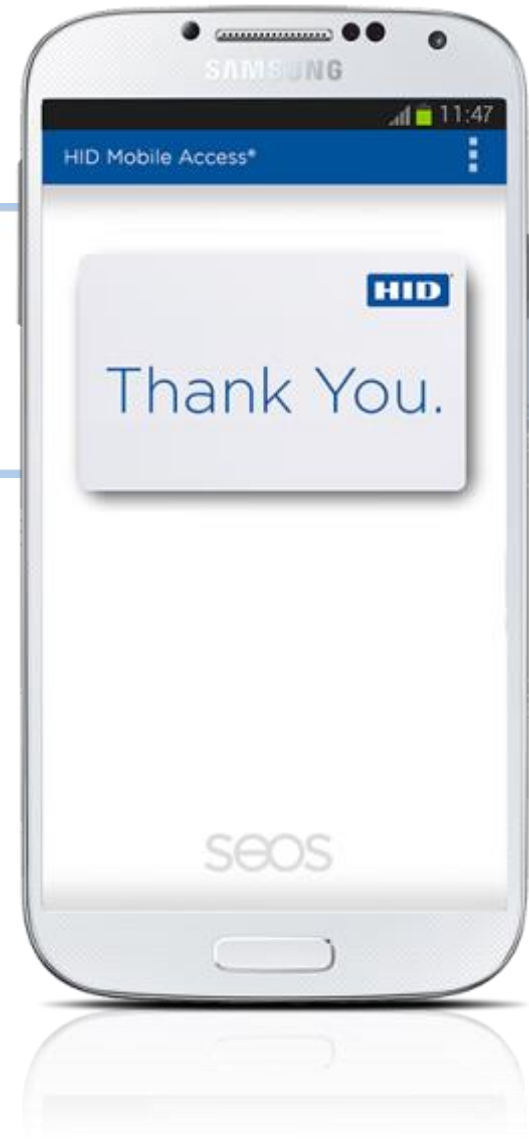 SAMSUNG
11:47
HID Mobile Access®
HID
Thank You.
seos